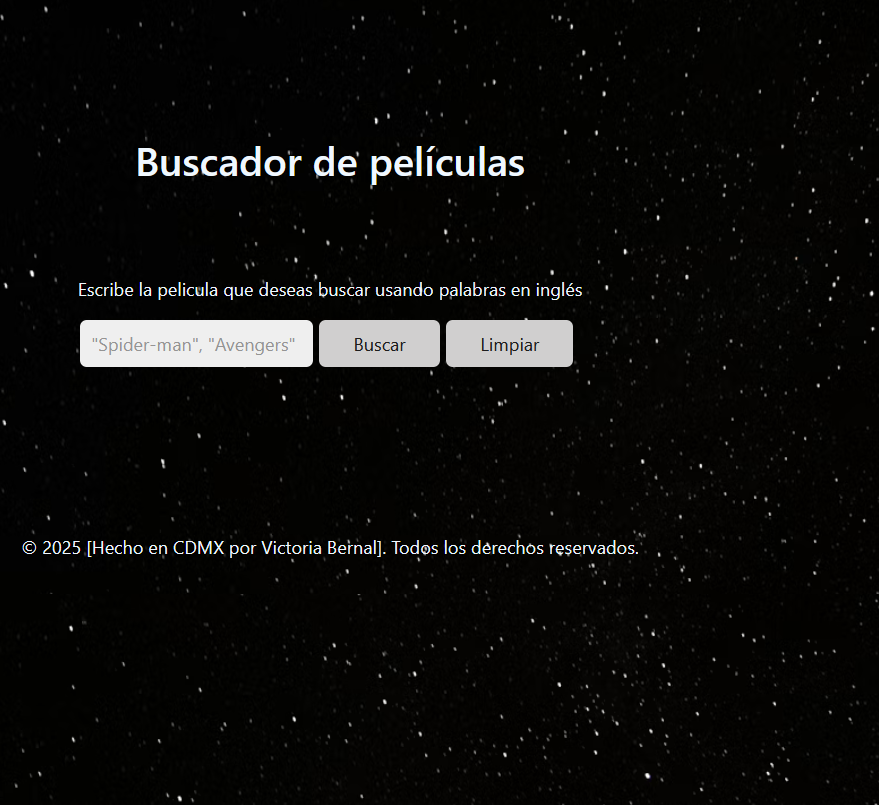 Buscador de películas
Escribe la pelicula que deseas buscar usando palabras en inglés
"Spider-man", "Avengers" Buscar Limpiar
© 2025 [Hecho en CDMX por Victoria Bernal]. Todos los derechos reservados.